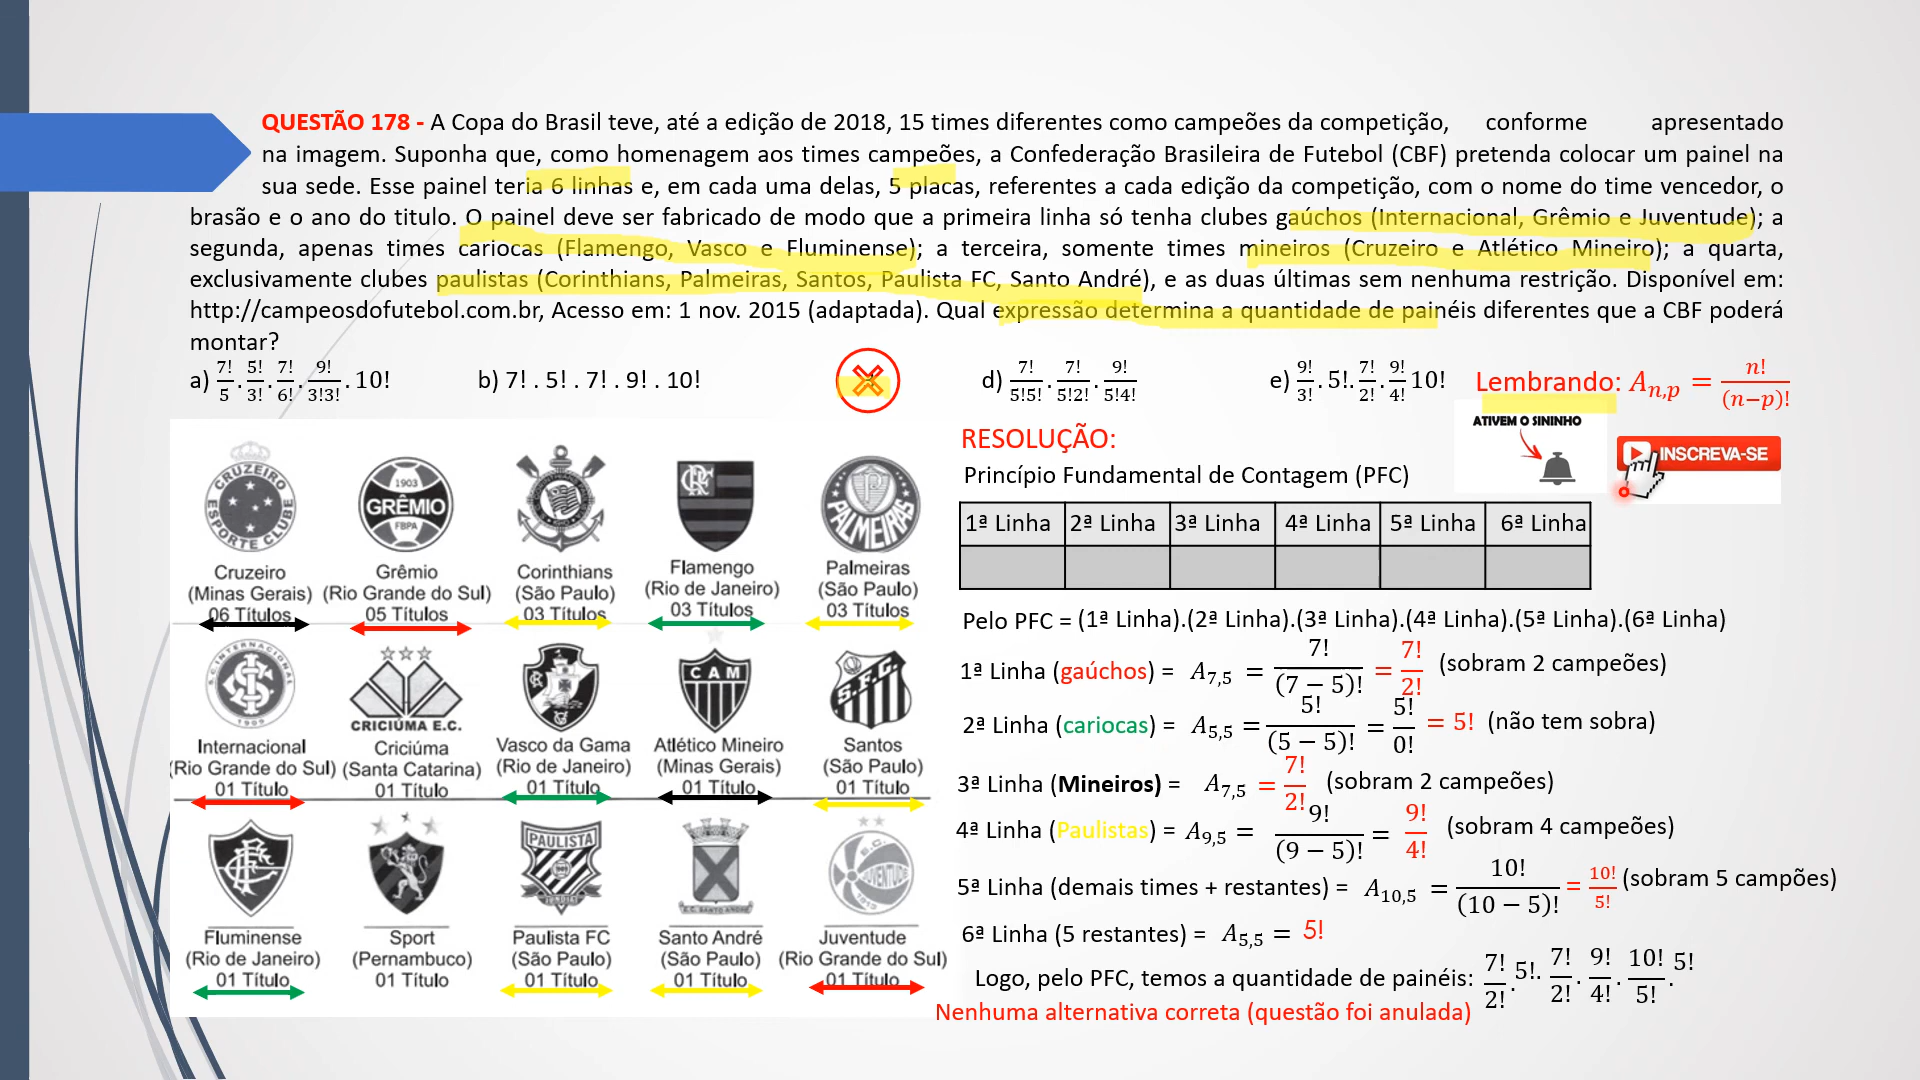 QUESTÃO 178 - A Copa do Brasil teve, até a edição de 2018, 15 times diferentes como campeões da competição, conforme apresentado
na imagem. Suponha que, como homenagem aos times campeões, a Confederação Brasileira de Futebol (CBF) pretenda colocar um painel na
sua sede. Esse painel teria 6 linhas e, em cada uma delas, 5 placas, referentes a cada edição da competição, com o nome do time vencedor, o
brasão e o ano do titulo. O painel deve ser fabricado de modo que a primeira linha só tenha clubes gaúchos (Internacional, Grêmio e Juventude); a
segunda, apenas times cariocas (Flamengo, Vasco e Fluminense); a terceira, somente times mineiros (Cruzeiro e Atlético Mineiro); a quarta,
exclusivamente clubes paulistas (Corinthians, Palmeiras, Santos, Paulista FC, Santo André), e as duas últimas sem nenhuma restrição. Disponível em:
http://campeosdofutebol.com.br, Acesso em: 1 nov. 2015 (adaptada). Qual expressão determina a quantidade de painéis diferentes que a CBF poderá
montar?
a) 7!/5 . 5!/3! . 7!/6! . 9!/3!3! . 10! b) 7! . 5! . 7! . 9! . 10! d) 7!/5!5! . 7!/5!2! . 9!/5!4! e) 9!/3! . 5! . 7!/2! . 9!/4! 10! Lembrando: A_n,p = n!/(n−p)!
ATIVEM O SININHO
INSCREVA-SE
RESOLUÇÃO:
Princípio Fundamental de Contagem (PFC)
1ª Linha 2ª Linha 3ª Linha 4ª Linha 5ª Linha 6ª Linha
Pelo PFC = (1ª Linha).(2ª Linha).(3ª Linha).(4ª Linha).(5ª Linha).(6ª Linha)
1ª Linha (gaúchos) = A_7,5 = 7!/(7 − 5)! = 7!/2! (sobram 2 campeões)
2ª Linha (cariocas) = A_5,5 = 5!/(5 − 5)! = 5!/0! = 5! (não tem sobra)
3ª Linha (Mineiros) = A_7,5 = 7!/2! (sobram 2 campeões)
4ª Linha (Paulistas) = A_9,5 = 9!/(9 − 5)! = 9!/4! (sobram 4 campeões)
5ª Linha (demais times + restantes) = A_10,5 = 10!/(10 − 5)! = 10!/5! (sobram 5 campões)
6ª Linha (5 restantes) = A_5,5 = 5!
Logo, pelo PFC, temos a quantidade de painéis: 7!/2! . 5! . 7!/2! . 9!/4! . 10!/5! . 5!
Nenhuma alternativa correta (questão foi anulada)
CRUZEIRO ESPORTE CLUBE
1903
GRÊMIO
FBPA
PALMEIRAS
Cruzeiro Grêmio Corinthians Flamengo Palmeiras
(Minas Gerais) (Rio Grande do Sul) (São Paulo) (Rio de Janeiro) (São Paulo)
06 Títulos 05 Títulos 03 Títulos 03 Títulos 03 Títulos
S.C. INTERNACIONAL
1909
CRICIÚMA E.C.
CAM
S.F.C.
Internacional Criciúma Vasco da Gama Atlético Mineiro Santos
(Rio Grande do Sul) (Santa Catarina) (Rio de Janeiro) (Minas Gerais) (São Paulo)
01 Título 01 Título 01 Título 01 Título 01 Título
PAULISTA
E.C.
JUVENTUDE
Fluminense Sport Paulista FC Santo André Juventude
(Rio de Janeiro) (Pernambuco) (São Paulo) (São Paulo) (Rio Grande do Sul)
01 Título 01 Título 01 Título 01 Título 01 Título